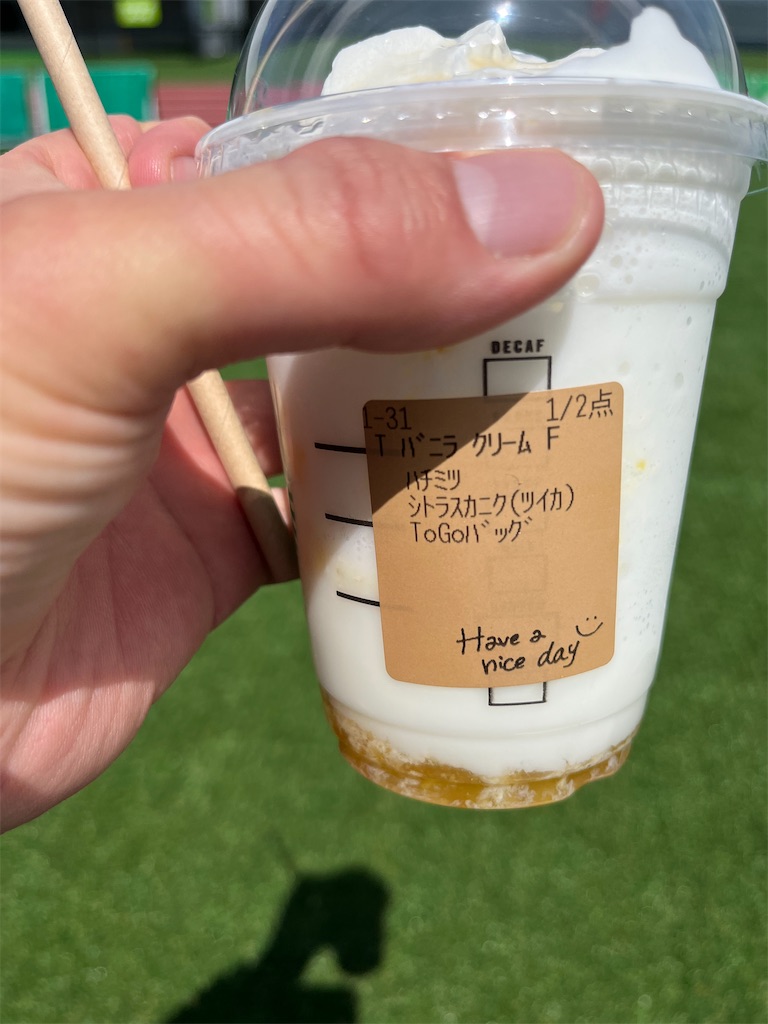 DECAF
1-31 1/2点
T バニラ クリーム F
ハチミツ
シトラスカニク(ツイカ)
ToGoバッグ
Have a
nice day